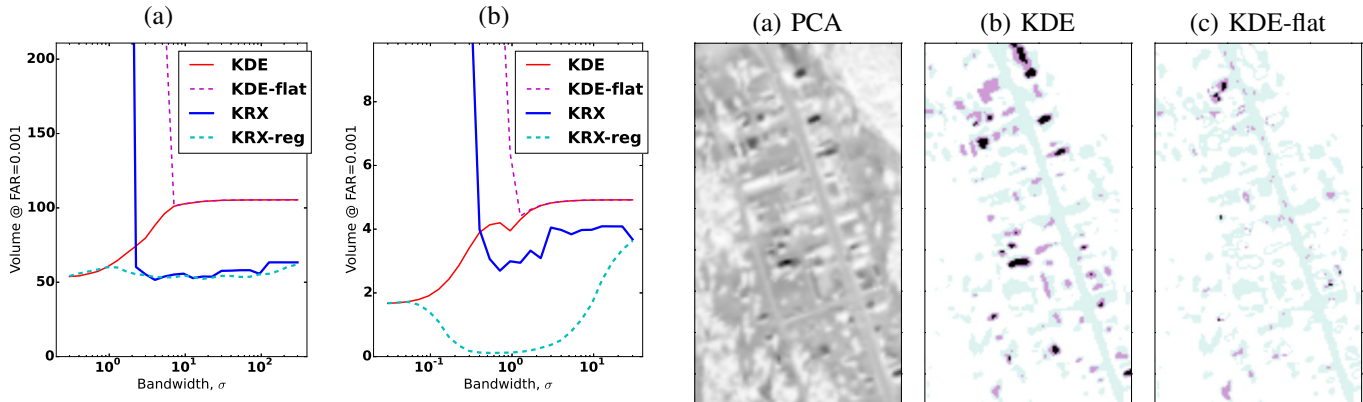 (a)
Volume @ FAR=0.001
200
150
100
50
0
KDE
KDE-flat
KRX
KRX-reg
10⁰
10¹
10²
Bandwidth, σ
(b)
Volume @ FAR=0.001
8
6
4
2
0
KDE
KDE-flat
KRX
KRX-reg
10⁻¹
10⁰
10¹
Bandwidth, σ
(a) PCA
(b) KDE
(c) KDE-flat